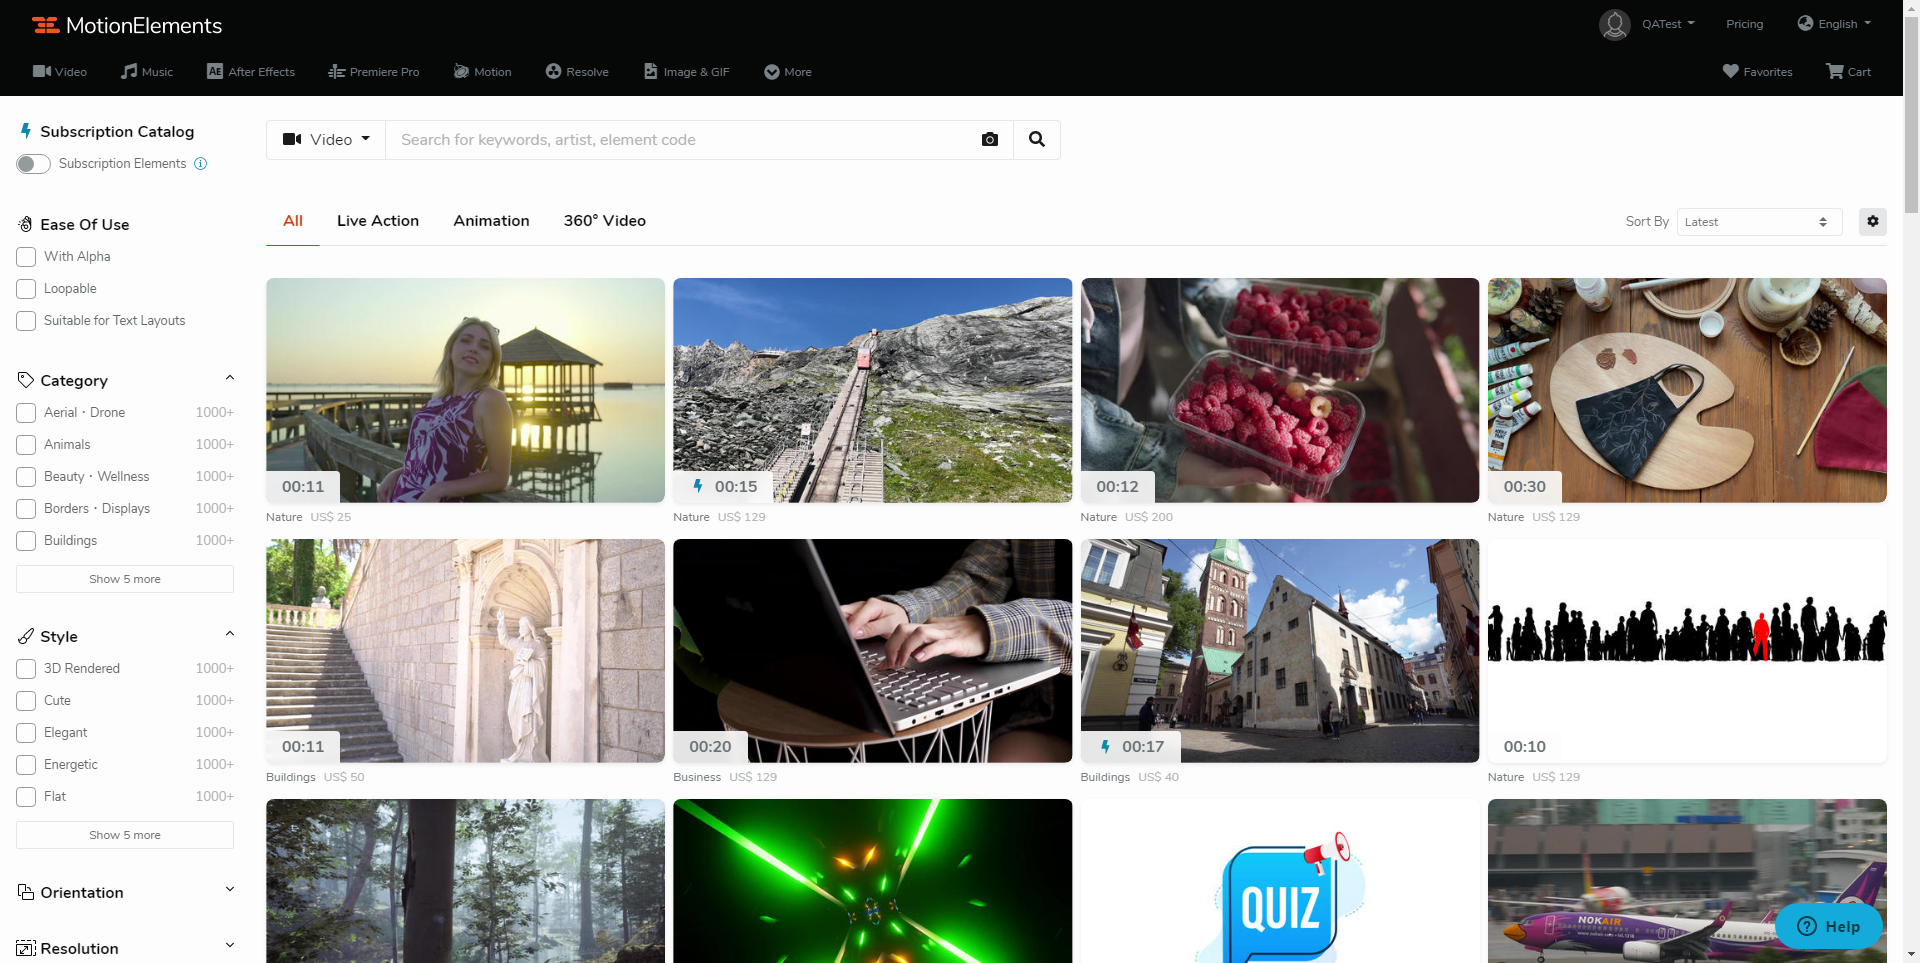 MotionElements
QATest
Pricing
English
Video
Music
AE After Effects
Premiere Pro
Motion
Resolve
Image & GIF
More
Favorites
Cart
Subscription Catalog
Subscription Elements
Ease Of Use
With Alpha
Loopable
Suitable for Text Layouts
Category
Aerial · Drone 1000+
Animals 1000+
Beauty · Wellness 1000+
Borders · Displays 1000+
Buildings 1000+
Show 5 more
Style
3D Rendered 1000+
Cute 1000+
Elegant 1000+
Energetic 1000+
Flat 1000+
Show 5 more
Orientation
Resolution
Video
Search for keywords, artist, element code
All
Live Action
Animation
360° Video
Sort By
Latest
00:11
Nature US$ 25
00:15
Nature US$ 129
00:12
Nature US$ 200
00:30
Nature US$ 129
00:11
Buildings US$ 50
00:20
Business US$ 129
00:17
Buildings US$ 40
00:10
Nature US$ 129
QUIZ
NOKAIR
Help